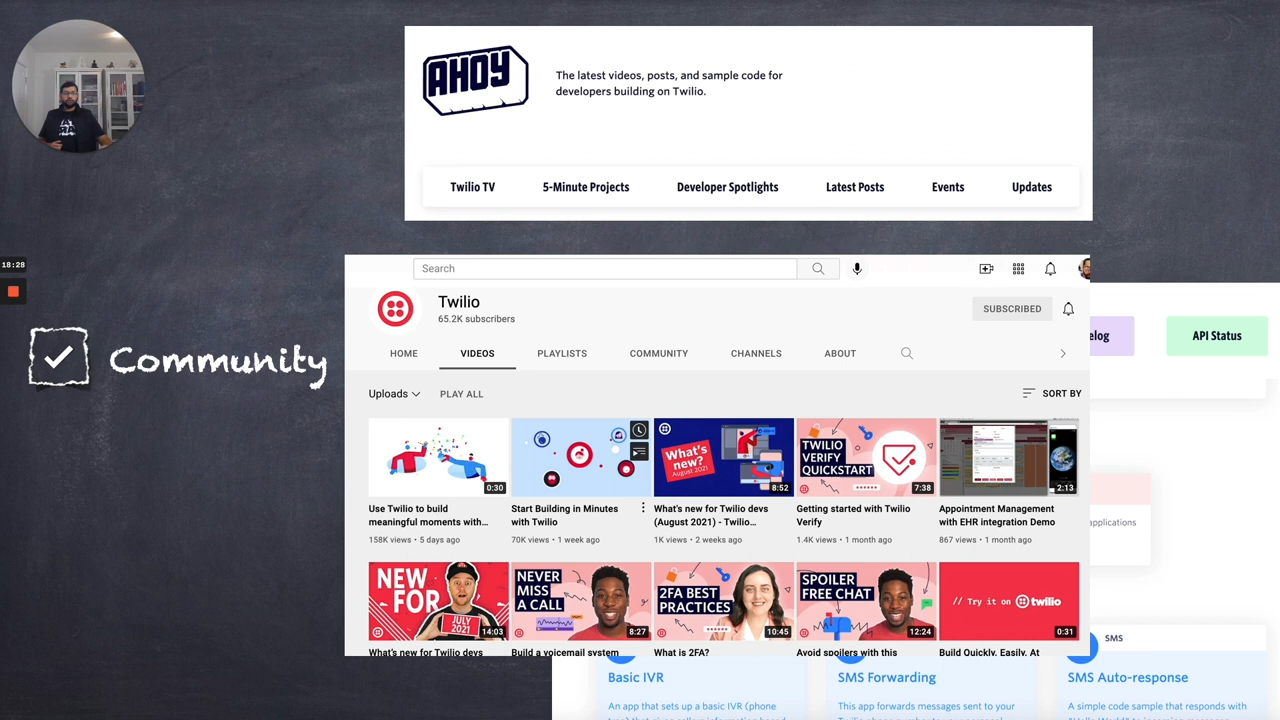 AHOY
The latest videos, posts, and sample code for
developers building on Twilio.
Twilio TV
5-Minute Projects
Developer Spotlights
Latest Posts
Events
Updates
18:28
Community
Search
Twilio
65.2K subscribers
SUBSCRIBED
HOME
VIDEOS
PLAYLISTS
COMMUNITY
CHANNELS
ABOUT
Uploads
PLAY ALL
SORT BY
0:30
What's
new?
August 2021
8:52
TWILIO
VERIFY
QUICKSTART
7:38
2:13
Use Twilio to build
meaningful moments with...
158K views • 5 days ago
Start Building in Minutes
with Twilio
70K views • 1 week ago
What's new for Twilio devs
(August 2021) - Twilio...
1K views • 2 weeks ago
Getting started with Twilio
Verify
1.4K views • 1 month ago
Appointment Management
with EHR integration Demo
867 views • 1 month ago
NEW
FOR
JULY
2021
14:03
NEVER
MISS
A CALL
8:27
2FA BEST
PRACTICES
10:45
SPOILER
FREE CHAT
12:24
// Try it on twilio
0:31
What's new for Twilio devs
Build a voicemail system
What is 2FA?
Avoid spoilers with this
Build Quickly, Easily, At
elog
API Status
applications
SMS
Basic IVR
An app that sets up a basic IVR (phone
SMS Forwarding
This app forwards messages sent to your
SMS Auto-response
A simple code sample that responds with